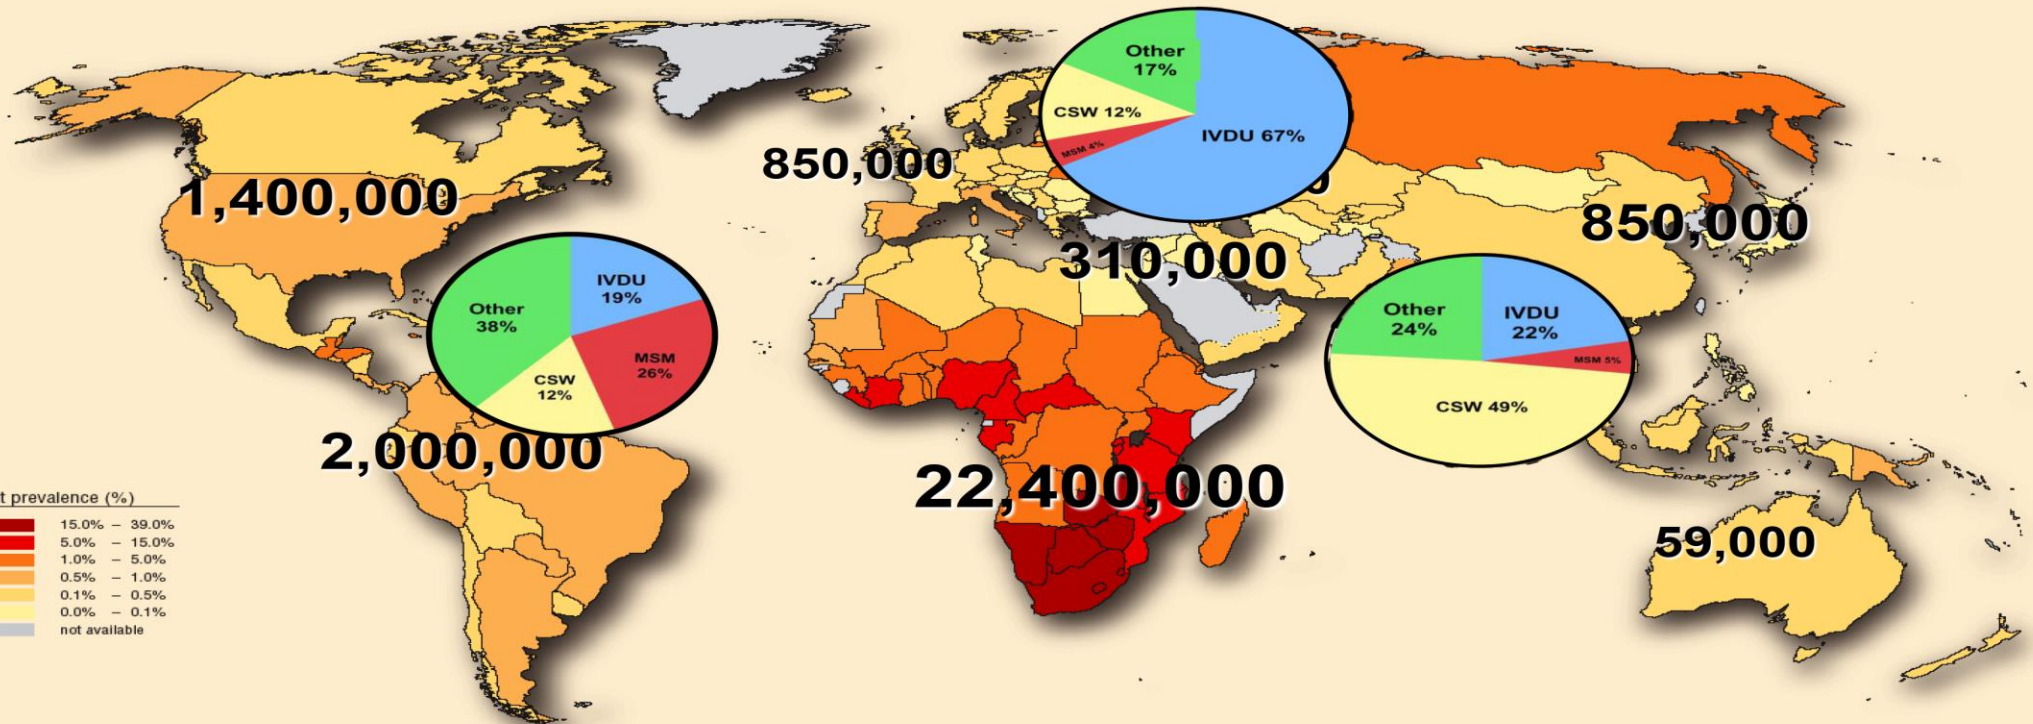 Other
17%
CSW 12%
MSM 4%
IVDU 67%
850,000
1,400,000
850,000
310,000
IVDU
19%
Other
38%
MSM
26%
CSW
12%
Other
24%
IVDU
22%
MSM 5%
CSW 49%
2,000,000
22,400,000
59,000
t prevalence (%)
15.0% – 39.0%
5.0% – 15.0%
1.0% – 5.0%
0.5% – 1.0%
0.1% – 0.5%
0.0% – 0.1%
not available